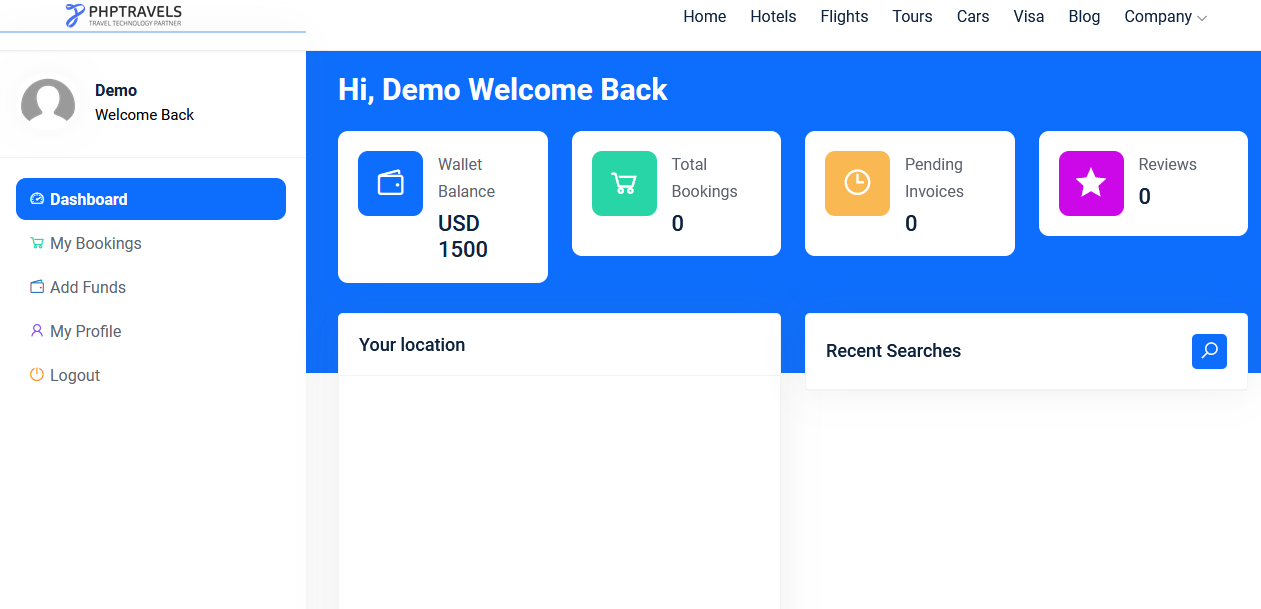 PHPTRAVELS
TRAVEL TECHNOLOGY PARTNER
Home Hotels Flights Tours Cars Visa Blog Company
Demo
Welcome Back
Dashboard
My Bookings
Add Funds
My Profile
Logout
Hi, Demo Welcome Back
Wallet
Balance
USD
1500
Total
Bookings
0
Pending
Invoices
0
Reviews
0
Your location
Recent Searches